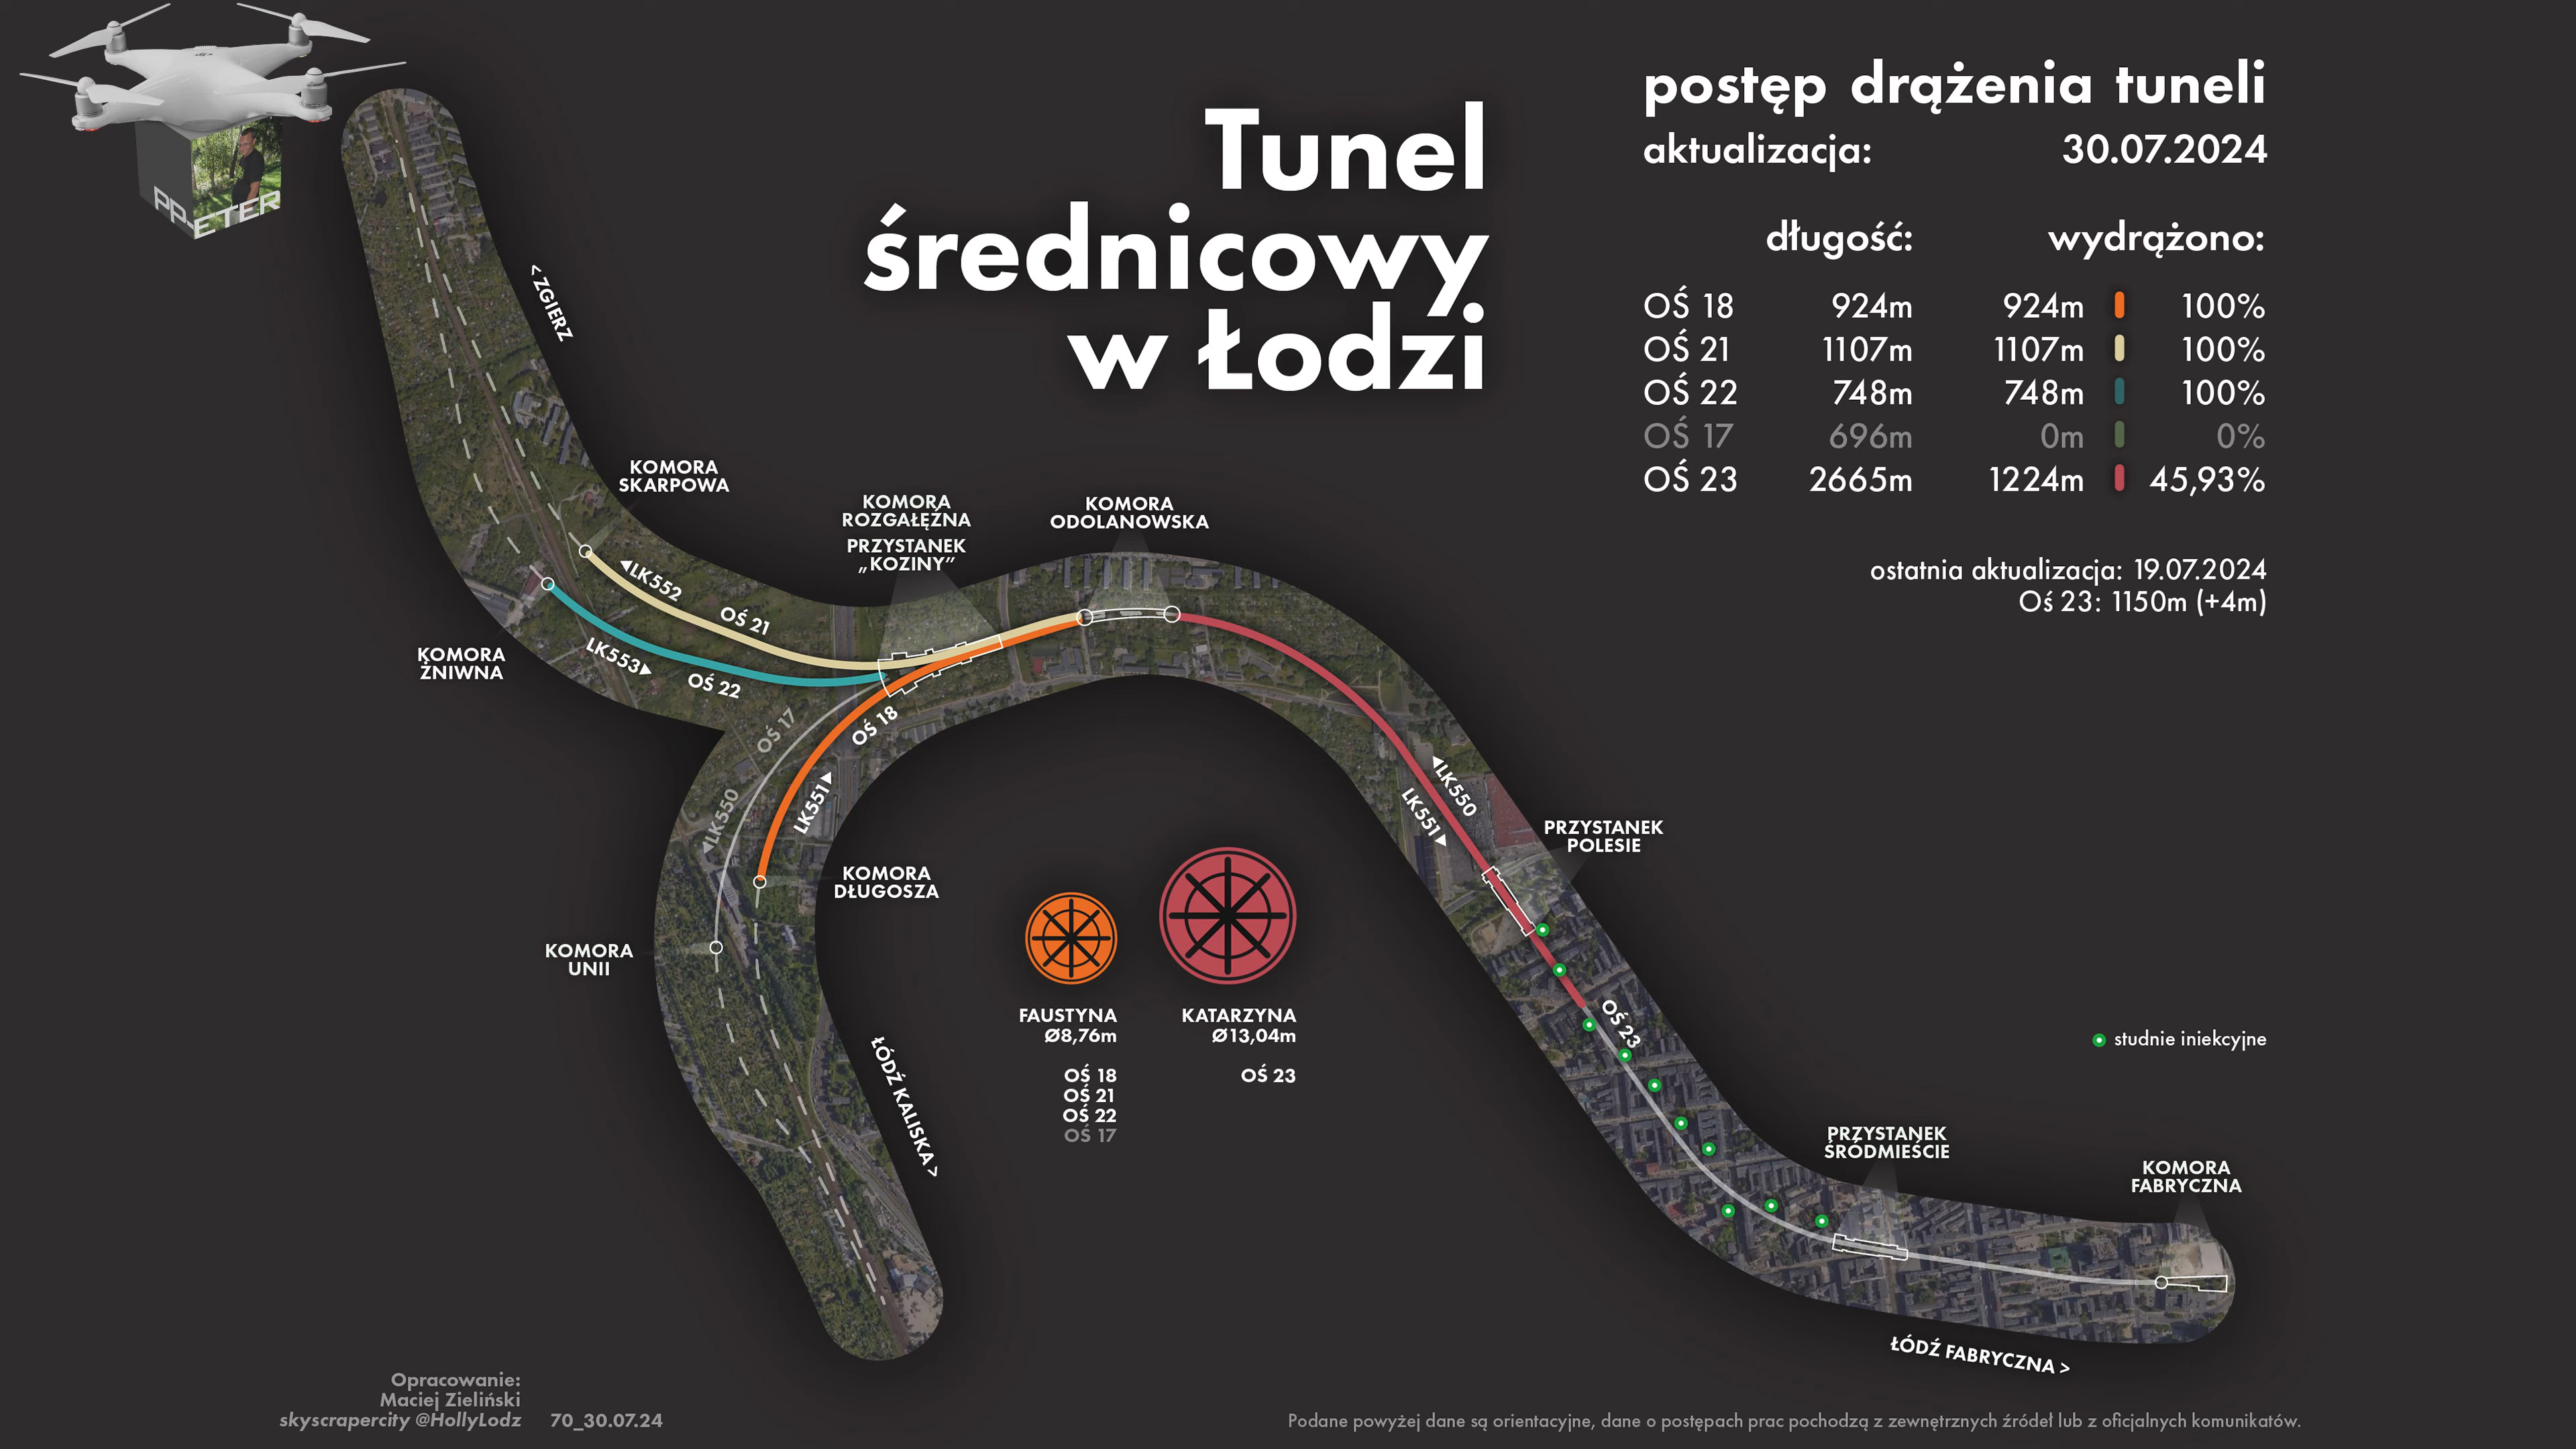 PP-ETER
Tunel
średnicowy
w Łodzi
postęp drążenia tuneli
aktualizacja: 30.07.2024
długość: wydrążono:
OŚ 18 924m 924m 100%
OŚ 21 1107m 1107m 100%
OŚ 22 748m 748m 100%
OŚ 17 696m 0m 0%
OŚ 23 2665m 1224m 45,93%
ostatnia aktualizacja: 19.07.2024
Oś 23: 1150m (+4m)
< ZGIERZ
KOMORA
SKARPOWA
KOMORA
ROZGAŁĘŹNA
PRZYSTANEK
„KOZINY”
KOMORA
ODOLANOWSKA
◀LK552
OŚ 21
KOMORA
ŻNIWNA
LK553▶
OŚ 22
OŚ 17
OŚ 18
◀LK550
LK551▶
◀LK550
LK551▶
PRZYSTANEK
POLESIE
KOMORA
DŁUGOSZA
KOMORA
UNII
FAUSTYNA
Ø8,76m
OŚ 18
OŚ 21
OŚ 22
OŚ 17
KATARZYNA
Ø13,04m
OŚ 23
OŚ 23
ŁÓDŹ KALISKA >
studnie iniekcyjne
PRZYSTANEK
ŚRÓDMIEŚCIE
KOMORA
FABRYCZNA
ŁÓDŹ FABRYCZNA >
Opracowanie:
Maciej Zieliński
skyscrapercity @HollyLodz 70_30.07.24
Podane powyżej dane są orientacyjne, dane o postępach prac pochodzą z zewnętrznych źródeł lub z oficjalnych komunikatów.